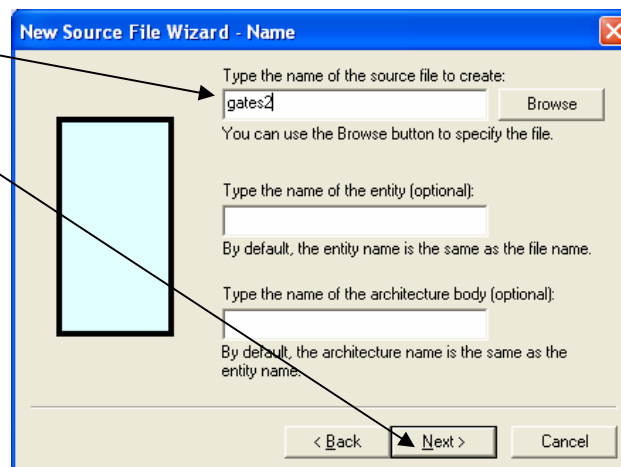 New Source File Wizard - Name
Type the name of the source file to create:
gates2
Browse
You can use the Browse button to specify the file.
Type the name of the entity (optional):
By default, the entity name is the same as the file name.
Type the name of the architecture body (optional):
By default, the architecture name is the same as the
entity name.
< Back
Next >
Cancel